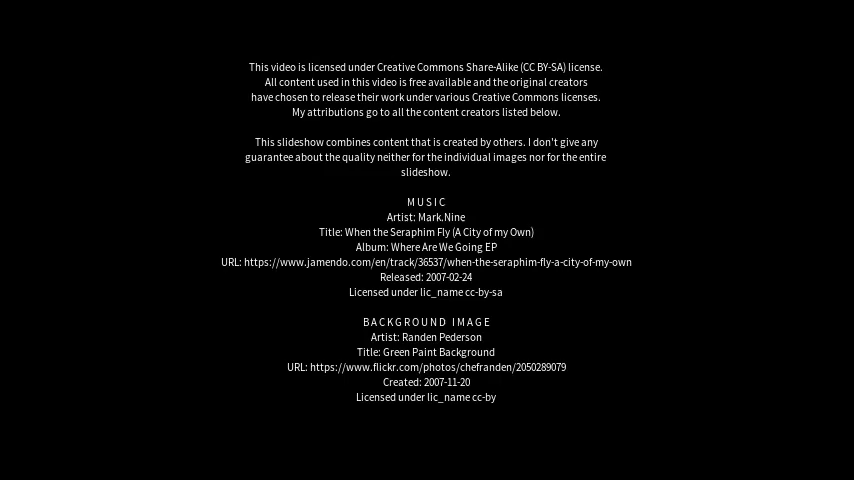 This video is licensed under Creative Commons Share-Alike (CC BY-SA) license.
All content used in this video is free available and the original creators
have chosen to release their work under various Creative Commons licenses.
My attributions go to all the content creators listed below.
This slideshow combines content that is created by others. I don't give any
guarantee about the quality neither for the individual images nor for the entire
slideshow.
M U S I C
Artist: Mark.Nine
Title: When the Seraphim Fly (A City of my Own)
Album: Where Are We Going EP
URL: https://www.jamendo.com/en/track/36537/when-the-seraphim-fly-a-city-of-my-own
Released: 2007-02-24
Licensed under lic_name cc-by-sa
B A C K G R O U N D   I M A G E
Artist: Randen Pederson
Title: Green Paint Background
URL: https://www.flickr.com/photos/chefranden/2050289079
Created: 2007-11-20
Licensed under lic_name cc-by